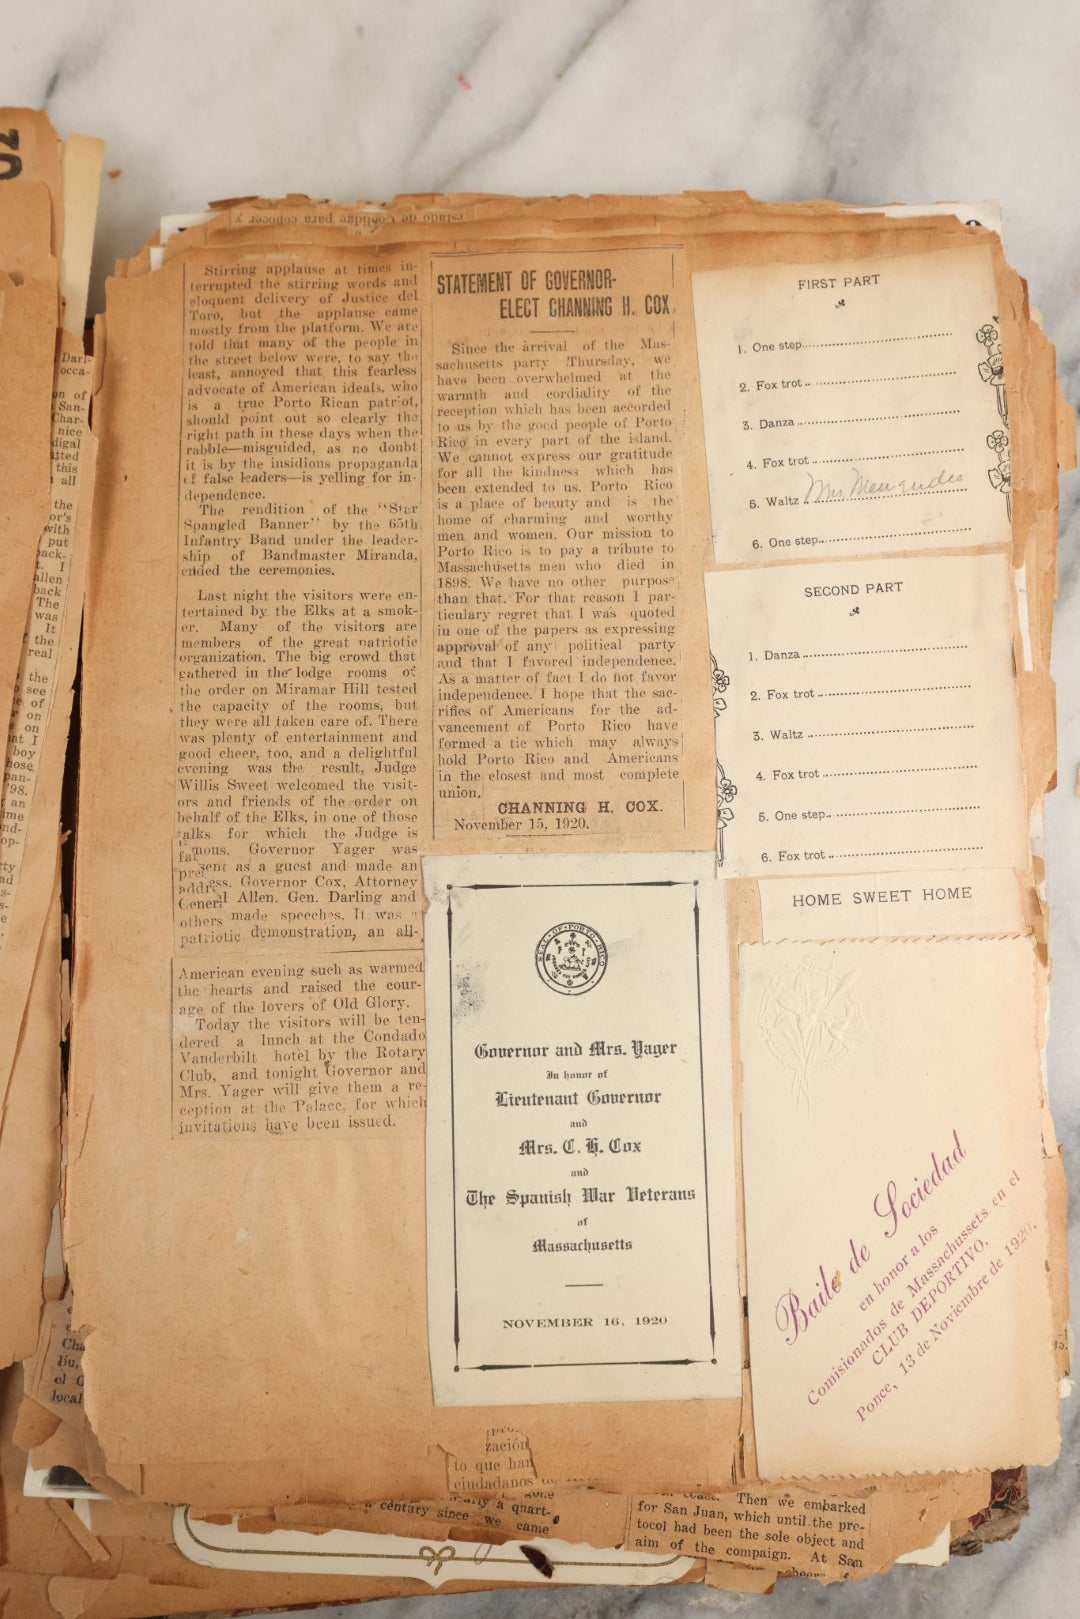 Stirring applause at times in-
terrupted the stirring words and
eloquent delivery of Justice del
Toro, but the applause came
mostly from the platform. We are
told that many of the people in
the street below were, to say the
least, annoyed that this fearless
advocate of American ideals, who
is a true Porto Rican patriot,
should point out so clearly the
right path in these days when the
rabble—misguided, as no doubt
it is by the insidious propaganda
of false leaders—is yelling for in-
dependence.
The rendition of the "Star
Spangled Banner" by the 65th
Infantry Band under the leader-
ship of Bandmaster Miranda,
ended the ceremonies.
Last night the visitors were en-
tertained by the Elks at a smok-
er. Many of the visitors are
members of the great patriotic
organization. The big crowd that
gathered in the lodge rooms of
the order on Miramar Hill tested
the capacity of the rooms, but
they were all taken care of. There
was plenty of entertainment and
good cheer, too, and a delightful
evening was the result. Judge
Willis Sweet welcomed the visit-
ors and friends of the order on
behalf of the Elks, in one of those
talks for which the Judge is
famous. Governor Yager was
present as a guest and made an
address. Governor Cox, Attorney
General Allen. Gen. Darling and
others made speeches. It was a
patriotic demonstration, an all-
American evening such as warmed
the hearts and raised the cour-
age of the lovers of Old Glory.
Today the visitors will be ten-
dered a lunch at the Condado
Vanderbilt hotel by the Rotary
Club, and tonight Governor and
Mrs. Yager will give them a re-
ception at the Palace, for which
invitations have been issued.
STATEMENT OF GOVERNOR-
ELECT CHANNING H. COX
Since the arrival of the Mas-
sachusetts party Thursday, we
have been overwhelmed at the
warmth and cordiality of the
reception which has been accorded
to us by the good people of Porto
Rico in every part of the island.
We cannot express our gratitude
for all the kindness which has
been extended to us. Porto Rico
is a place of beauty and is the
home of charming and worthy
men and women. Our mission to
Porto Rico is to pay a tribute to
Massachusetts men who died in
1898. We have no other purpose
than that. For that reason I par-
ticulary regret that I was quoted
in one of the papers as expressing
approval of any political party
and that I favored independence.
As a matter of fact I do not favor
independence. I hope that the sac-
rifices of Americans for the ad-
vancement of Porto Rico have
formed a tie which may always
hold Porto Rico and Americans
in the closest and most complete
union.
CHANNING H. COX.
November 15, 1920.
SEAL OF PORTO RICO
Governor and Mrs. Yager
In honor of
Lieutenant Governor
and
Mrs. C. H. Cox
and
The Spanish War Veterans
of
Massachusetts
NOVEMBER 16, 1920
FIRST PART
1. One step
2. Fox trot
3. Danza
4. Fox trot
5. Waltz Mrs.
6. One step
SECOND PART
1. Danza
2. Fox trot
3. Waltz
4. Fox trot
5. One step
6. Fox trot
HOME SWEET HOME
Baile de Sociedad
en honor a los
Comisionados de Massachussets en el
CLUB DEPORTIVO.
Ponce, 13 de Noviembre de 1920.
zación
to que han
ciudadanos
a quart-
a century since we came
Then we embarked
for San Juan, which until the pro-
tocol had been the sole object and
aim of the compaign. At San